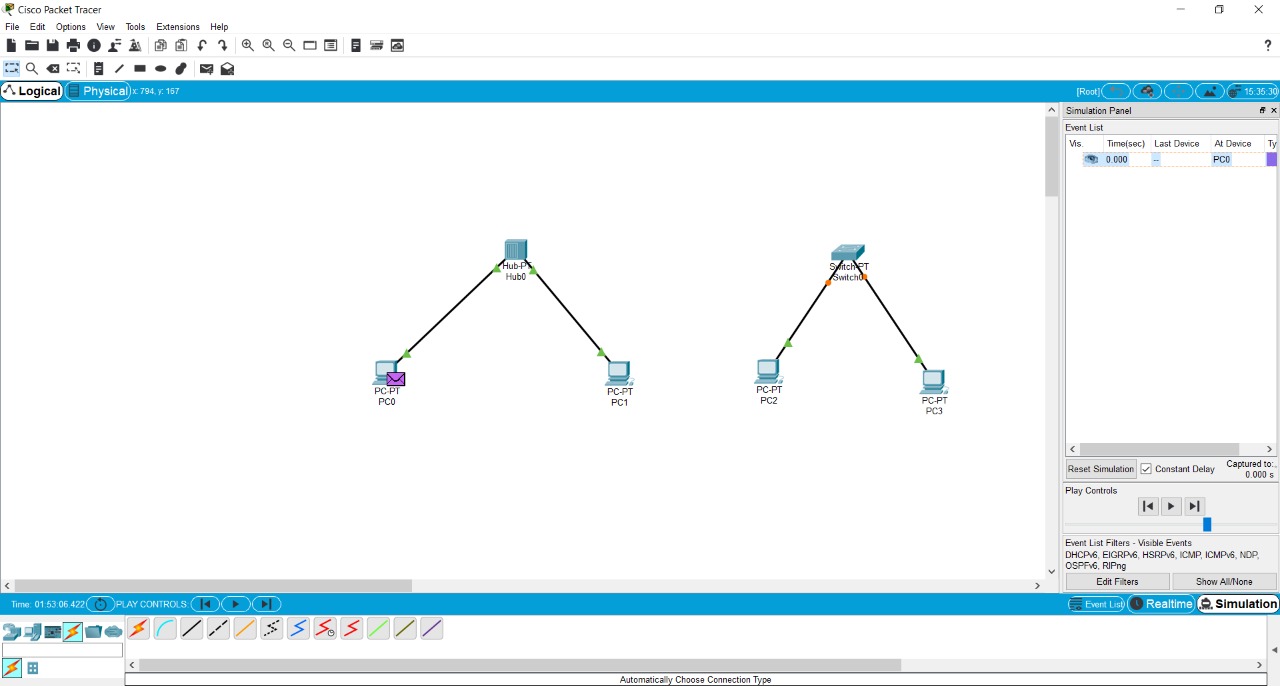 Cisco Packet Tracer
File Edit Options View Tools Extensions Help
?
Logical Physical x: 794, y: 167 [Root] 15:35:30
Simulation Panel
Event List
Vis. Time(sec) Last Device At Device Ty
0.000 -- PC0
Hub-PT
Hub0
Switch-PT
Switch0
PC-PT
PC0
PC-PT
PC1
PC-PT
PC2
PC-PT
PC3
Reset Simulation Constant Delay Captured to:
0.000 s
Play Controls
Event List Filters - Visible Events
DHCPv6, EIGRPv6, HSRPv6, ICMP, ICMPv6, NDP,
OSPFv6, RIPng
Edit Filters Show All/None
Time: 01:53:06.422 PLAY CONTROLS: Event List Realtime Simulation
Automatically Choose Connection Type